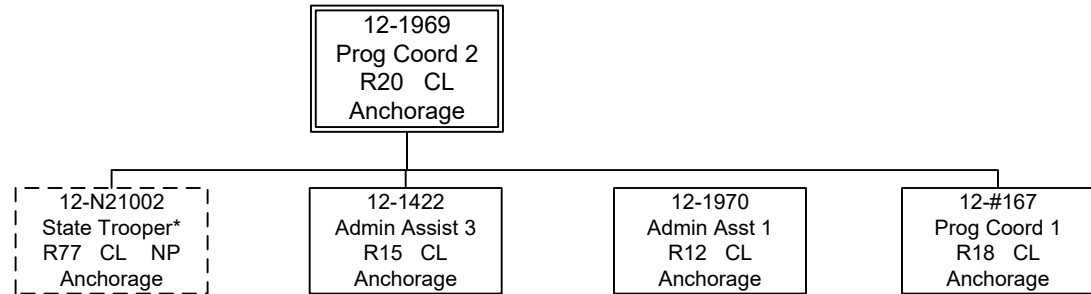 12-1969
Prog Coord 2
R20 CL
Anchorage
12-N21002
State Trooper*
R77 CL NP
Anchorage
12-1422
Admin Assist 3
R15 CL
Anchorage
12-1970
Admin Asst 1
R12 CL
Anchorage
12-#167
Prog Coord 1
R18 CL
Anchorage